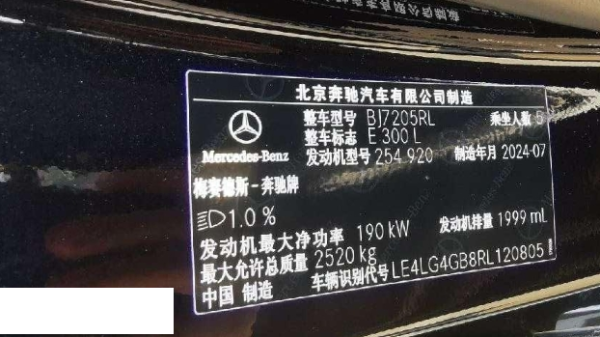 北京奔驰汽车有限公司制造
整车型号 BJ7205RL 乘坐人数 5
整车标志 E 300 L
Mercedes-Benz 发动机型号 254 920 制造年月 2024-07
梅赛德斯-奔驰牌
1.0 %
发动机最大净功率 190 kW 发动机排量 1999 mL
最大允许总质量 2520 kg
中国 制造 车辆识别代号 LE4LG4GB8RL120805